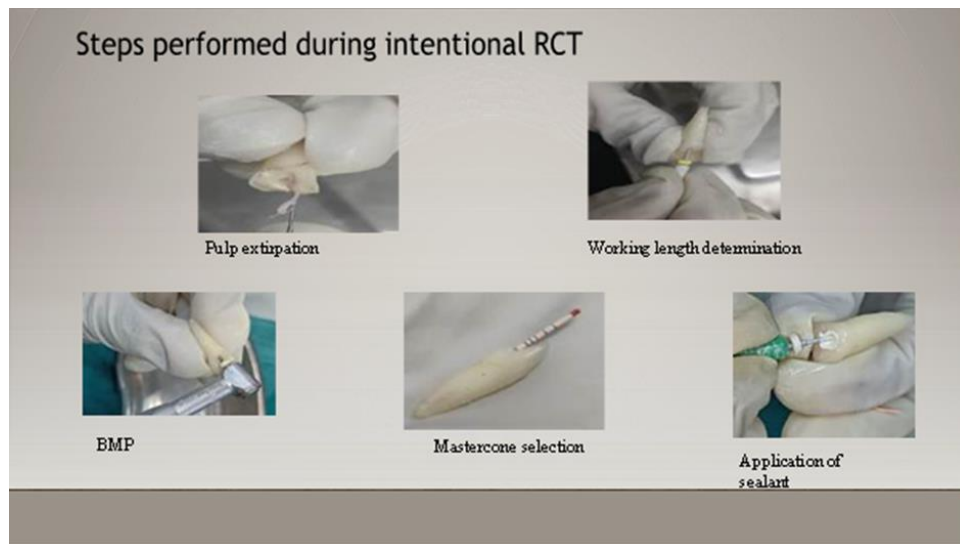 Steps performed during intentional RCT
Pulp extirpation
Working length determination
BMP
Mastercone selection
Application of
sealant